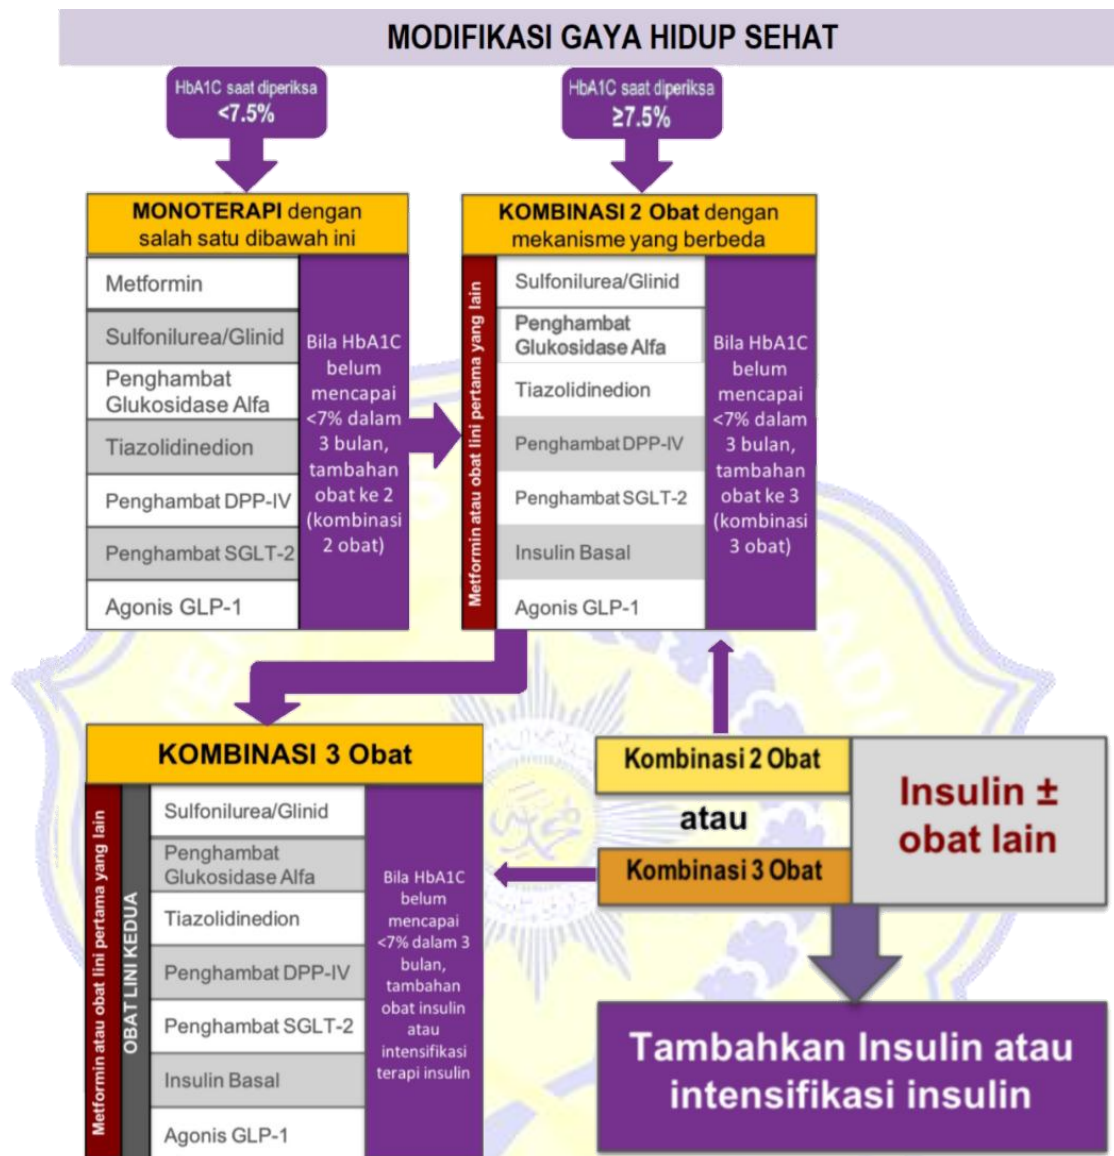 MODIFIKASI GAYA HIDUP SEHAT
HbA1C saat diperiksa
<7.5%
HbA1C saat diperiksa
≥7.5%
MONOTERAPI dengan
salah satu dibawah ini
Metformin
Sulfonilurea/Glinid
Penghambat
Glukosidase Alfa
Tiazolidinedion
Penghambat DPP-IV
Penghambat SGLT-2
Agonis GLP-1
Bila HbA1C
belum
mencapai
<7% dalam
3 bulan,
tambahan
obat ke 2
(kombinasi
2 obat)
KOMBINASI 2 Obat dengan
mekanisme yang berbeda
Metformin atau obat lini pertama yang lain
Sulfonilurea/Glinid
Penghambat
Glukosidase Alfa
Tiazolidinedion
Penghambat DPP-IV
Penghambat SGLT-2
Insulin Basal
Agonis GLP-1
Bila HbA1C
belum
mencapai
<7% dalam
3 bulan,
tambahan
obat ke 3
(kombinasi
3 obat)
KOMBINASI 3 Obat
Metformin atau obat lini pertama yang lain
OBAT LINI KEDUA
Sulfonilurea/Glinid
Penghambat
Glukosidase Alfa
Tiazolidinedion
Penghambat DPP-IV
Penghambat SGLT-2
Insulin Basal
Agonis GLP-1
Bila HbA1C
belum
mencapai
<7% dalam 3
bulan,
tambahan
obat insulin
atau
intensifikasi
terapi insulin
Kombinasi 2 Obat
atau
Kombinasi 3 Obat
Insulin ±
obat lain
Tambahkan Insulin atau
intensifikasi insulin